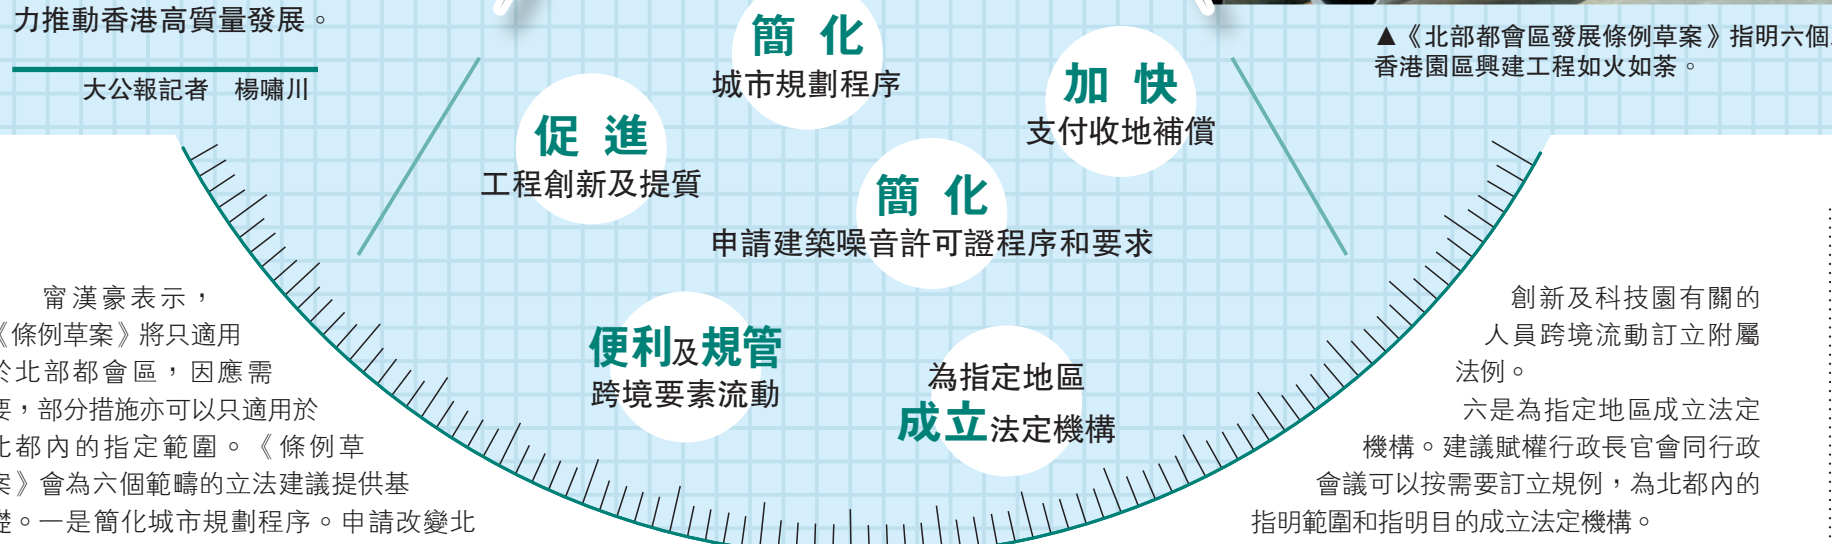 力推動香港高質量發展。
大公報記者　楊嘯川
▲《北部都會區發展條例草案》指明六個
香港園區興建工程如火如荼。
簡化
城市規劃程序
加快
支付收地補償
促進
工程創新及提質
簡化
申請建築噪音許可證程序和要求
便利及規管
跨境要素流動
為指定地區
成立法定機構
甯漢豪表示，
《條例草案》將只適用
於北部都會區，因應需
要，部分措施亦可以只適用於
北都內的指定範圍。《條例草
案》會為六個範疇的立法建議提供基
礎。一是簡化城市規劃程序。申請改變北
創新及科技園有關的
人員跨境流動訂立附屬
法例。
六是為指定地區成立法定
機構。建議賦權行政長官會同行政
會議可以按需要訂立規例，為北都內的
指明範圍和指明目的成立法定機構。